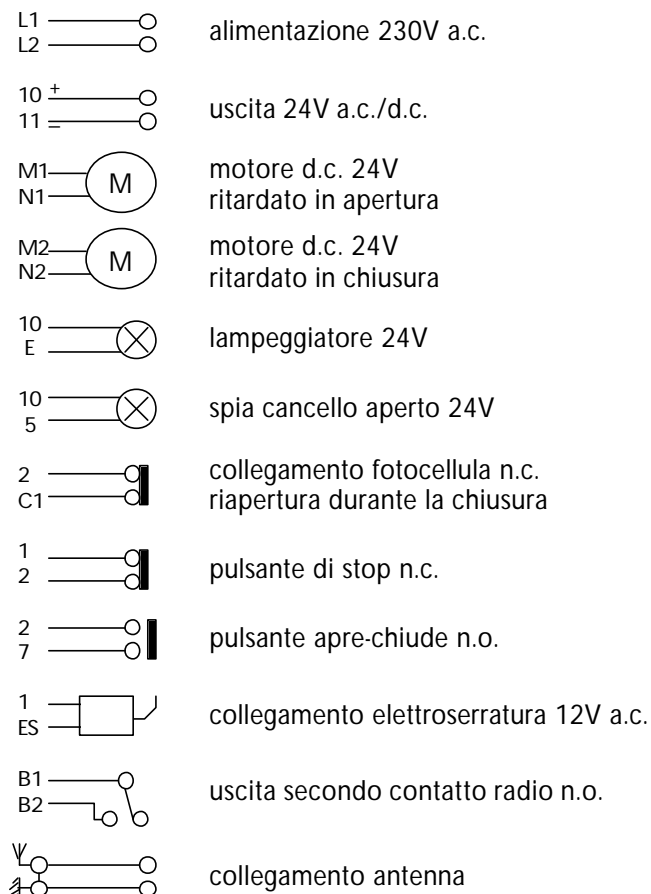 L1
L2
alimentazione 230V a.c.
10 +
11 –
uscita 24V a.c./d.c.
M1
N1
M
motore d.c. 24V
ritardato in apertura
M2
N2
M
motore d.c. 24V
ritardato in chiusura
10
E
lampeggiatore 24V
10
5
spia cancello aperto 24V
2
C1
collegamento fotocellula n.c.
riapertura durante la chiusura
1
2
pulsante di stop n.c.
2
7
pulsante apre-chiude n.o.
1
ES
collegamento elettroserratura 12V a.c.
B1
B2
uscita secondo contatto radio n.o.
collegamento antenna